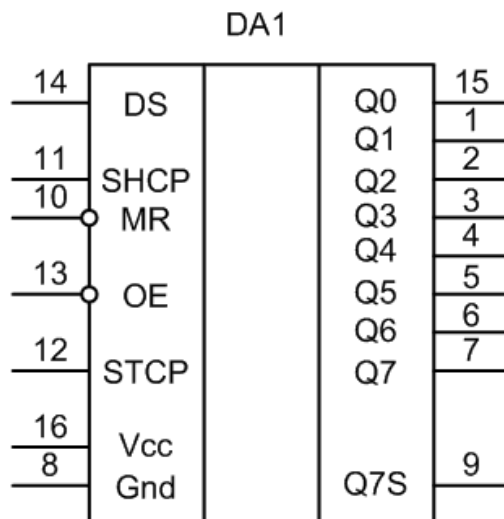 DA1
14 DS Q0 15
Q1 1
11 SHCP Q2 2
10 MR Q3 3
Q4 4
13 OE Q5 5
Q6 6
12 STCP Q7 7
16 Vcc
8 Gnd Q7S 9